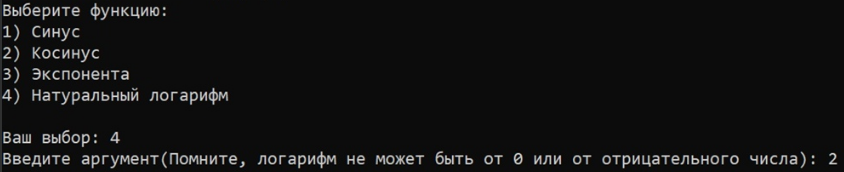 Выберите функцию:
1) Синус
2) Косинус
3) Экспонента
4) Натуральный логарифм
Ваш выбор: 4
Введите аргумент(Помните, логарифм не может быть от 0 или от отрицательного числа): 2